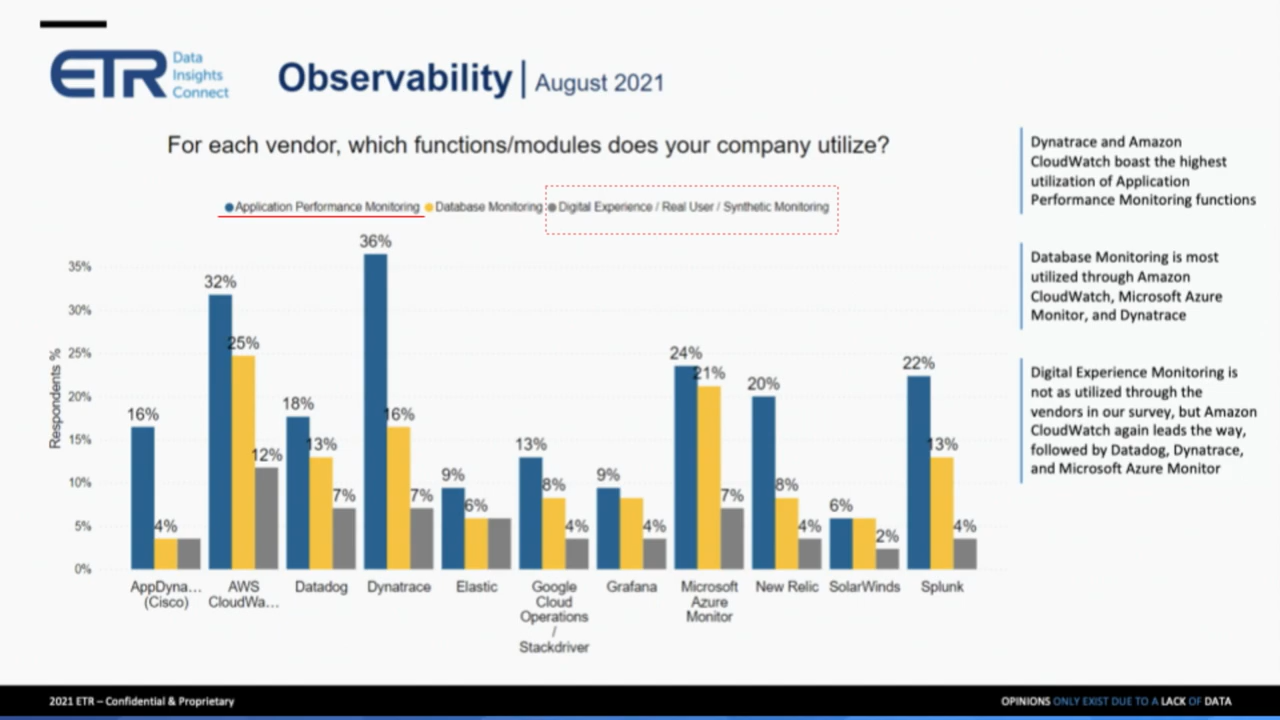 ETR
Data
Insights
Connect
Observability | August 2021
For each vendor, which functions/modules does your company utilize?
Application Performance Monitoring Database Monitoring Digital Experience / Real User / Synthetic Monitoring
Respondents %
35%
30%
25%
20%
15%
10%
5%
0%
16%
4%
32%
25%
12%
18%
13%
7%
36%
16%
7%
9%
6%
13%
8%
4%
9%
4%
24%
21%
7%
20%
8%
4%
6%
2%
22%
13%
4%
AppDyna...
(Cisco)
AWS
CloudWa...
Datadog
Dynatrace
Elastic
Google
Cloud
Operations
/
Stackdriver
Grafana
Microsoft
Azure
Monitor
New Relic
SolarWinds
Splunk
Dynatrace and Amazon
CloudWatch boast the highest
utilization of Application
Performance Monitoring functions
Database Monitoring is most
utilized through Amazon
CloudWatch, Microsoft Azure
Monitor, and Dynatrace
Digital Experience Monitoring is
not as utilized through the
vendors in our survey, but Amazon
CloudWatch again leads the way,
followed by Datadog, Dynatrace,
and Microsoft Azure Monitor
2021 ETR – Confidential & Proprietary
OPINIONS ONLY EXIST DUE TO A LACK OF DATA